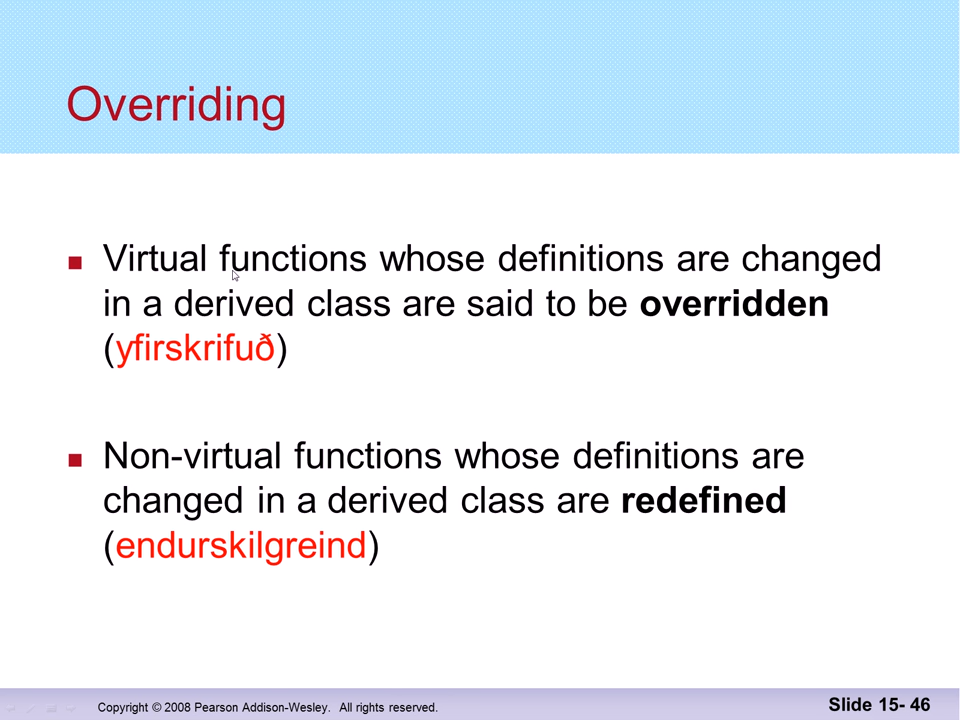 Overriding
Virtual functions whose definitions are changed
in a derived class are said to be overridden
(yfirskrifuð)
Non-virtual functions whose definitions are
changed in a derived class are redefined
(endurskilgreind)
Copyright © 2008 Pearson Addison-Wesley. All rights reserved.
Slide 15- 46